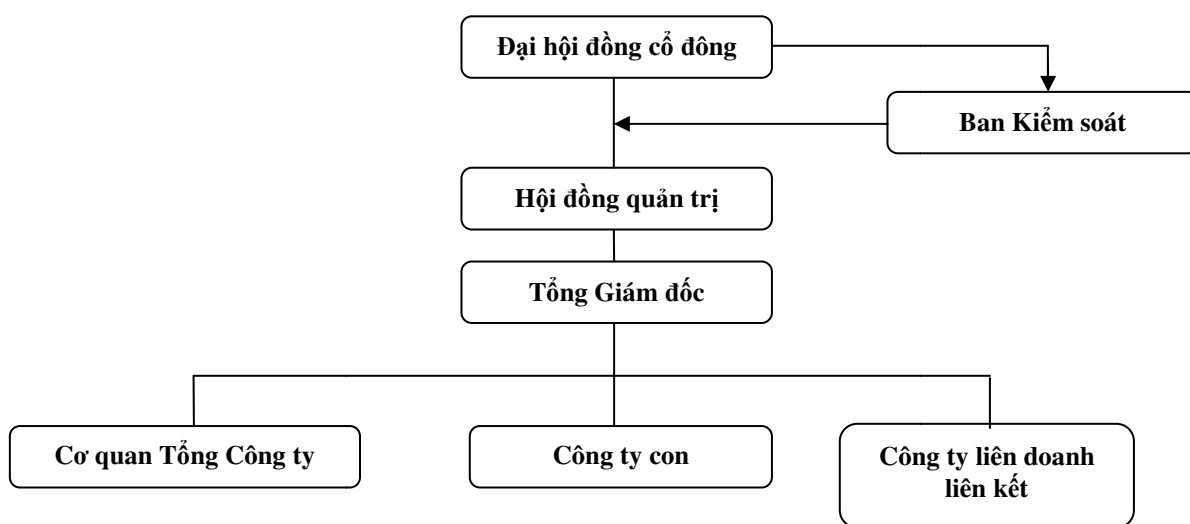 Đại hội đồng cổ đông
Ban Kiểm soát
Hội đồng quản trị
Tổng Giám đốc
Cơ quan Tổng Công ty
Công ty con
Công ty liên doanh
liên kết